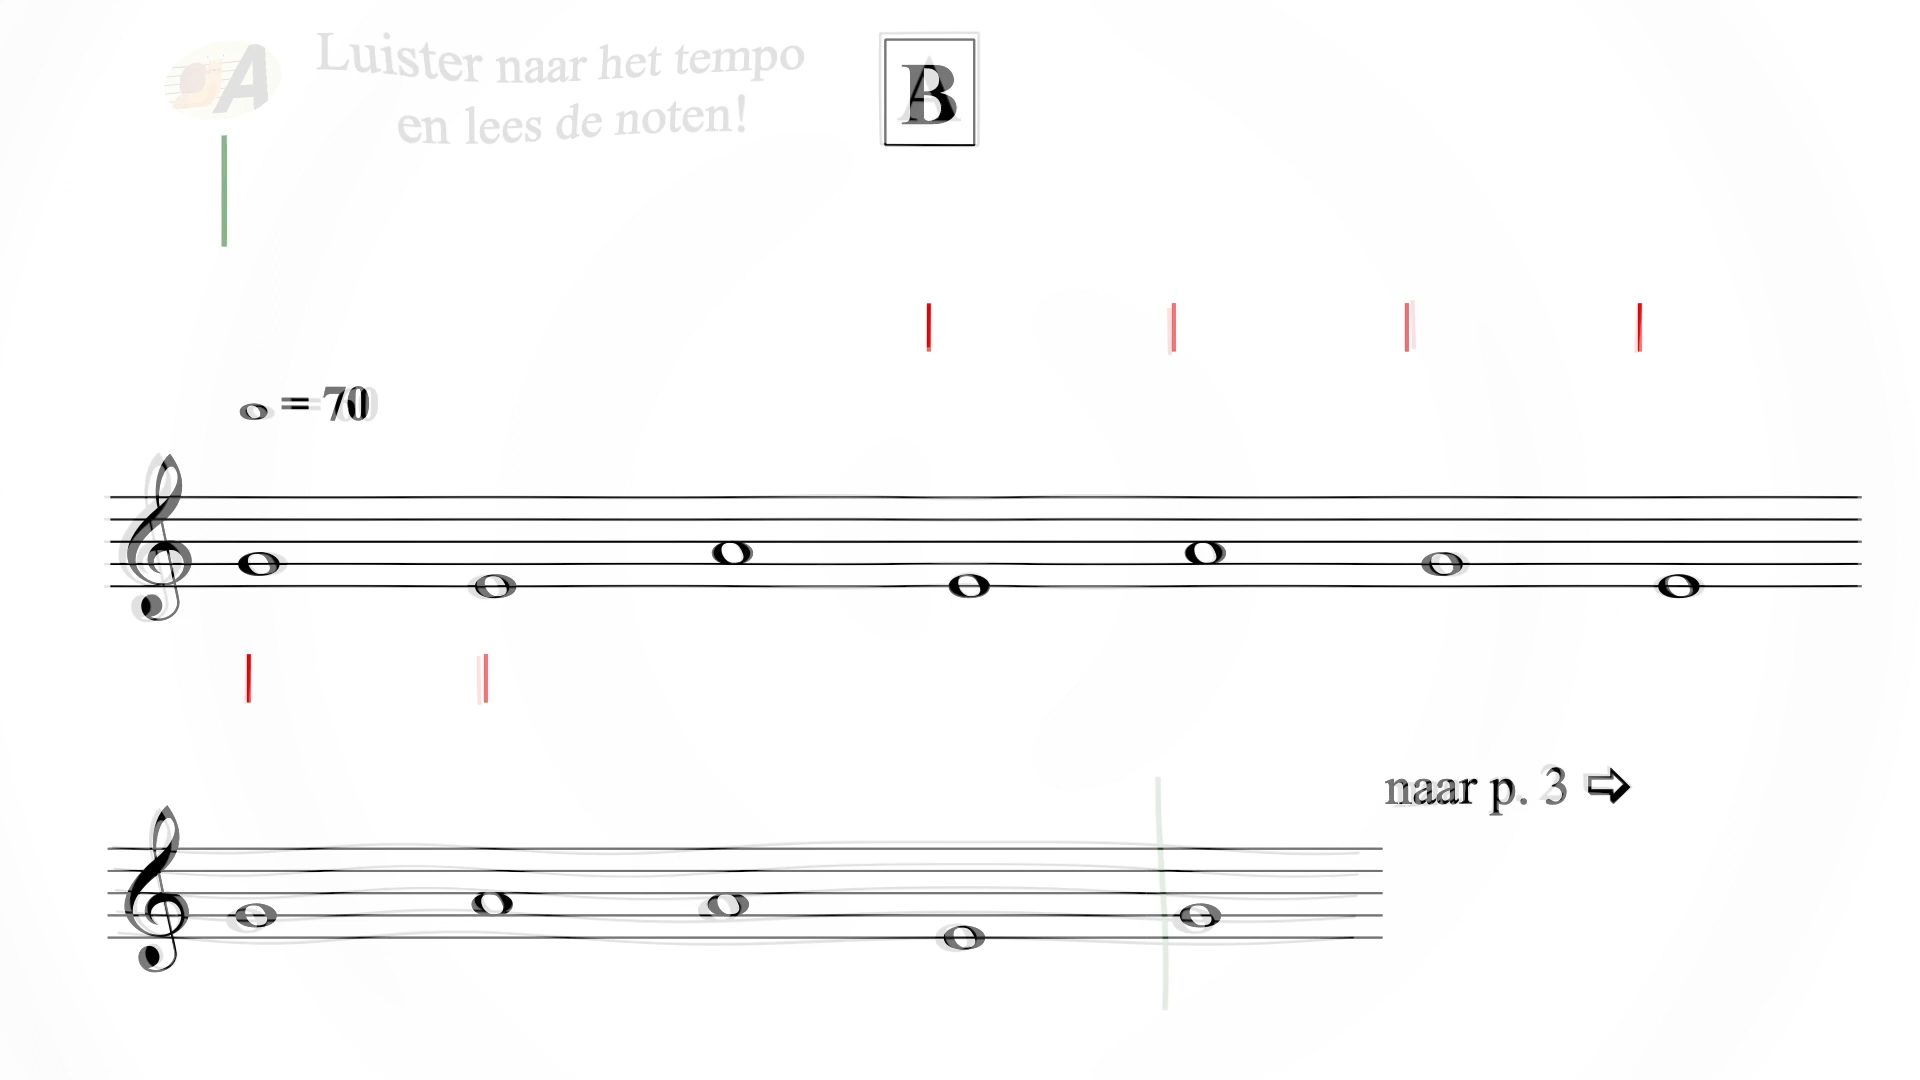 Luister naar het tempo
en lees de noten!
B
= 70
naar p. 3 ⇨